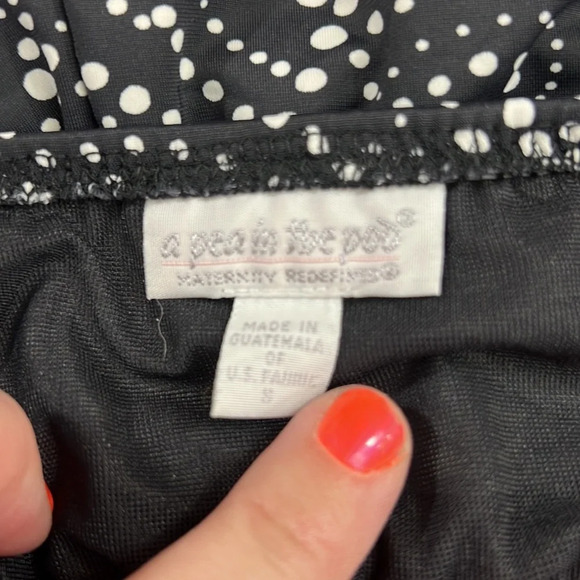 a pea in the pod®
MATERNITY REDEFINED®
MADE IN
GUATEMALA
OF
U.S. FABRIC
S